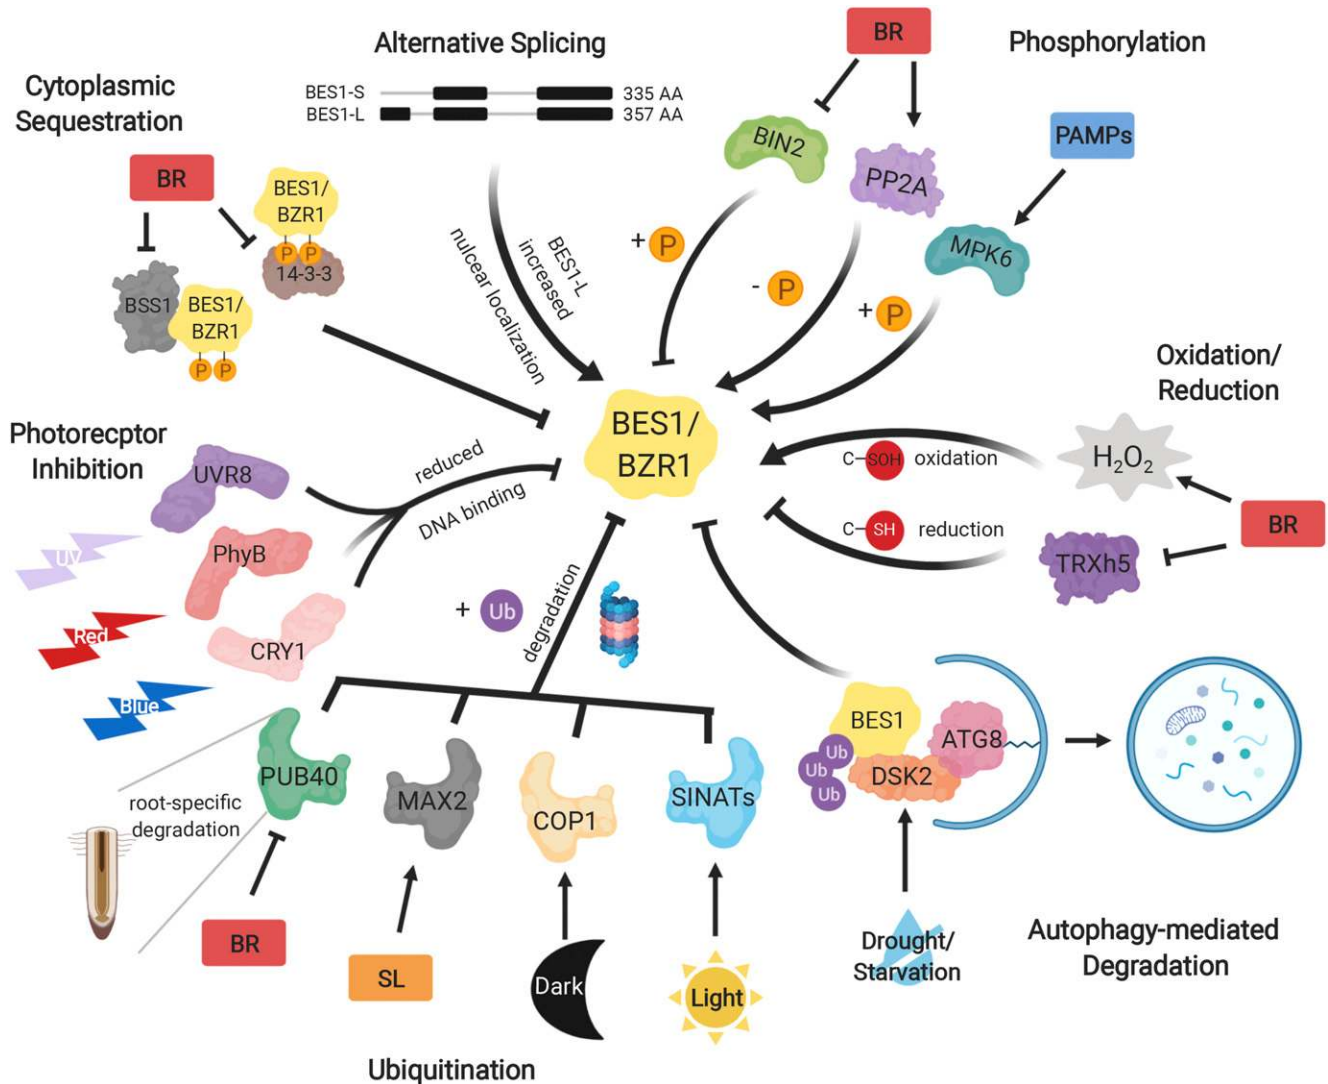 Alternative Splicing
BES1-S 335 AA
BES1-L 357 AA
BES1-L
increased
nulcear localization
Cytoplasmic
Sequestration
BR
BES1/
BZR1
P P
14-3-3
BSS1
BES1/
BZR1
P P
BR
Phosphorylation
BIN2
PP2A
PAMPs
MPK6
+ P
- P
+ P
BES1/
BZR1
Oxidation/
Reduction
H2O2
C-SOH oxidation
C-SH reduction
BR
TRXh5
Photorecptor
Inhibition
UVR8
UV
PhyB
Red
CRY1
Blue
reduced
DNA binding
+ Ub
degradation
PUB40
MAX2
COP1
SINATs
root-specific
degradation
BR
SL
Dark
Light
Ubiquitination
BES1
ATG8
DSK2
Ub
Ub
Ub
Drought/
Starvation
Autophagy-mediated
Degradation